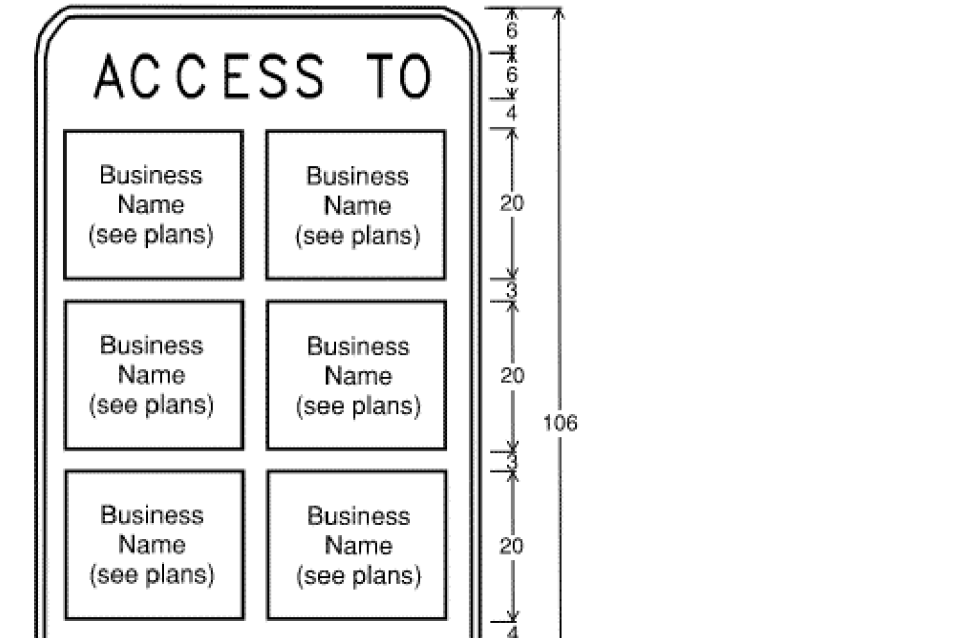 ACCESS TO
Business
Name
(see plans)
Business
Name
(see plans)
Business
Name
(see plans)
Business
Name
(see plans)
Business
Name
(see plans)
Business
Name
(see plans)
6
6
4
20
3
20
106
3
20
4